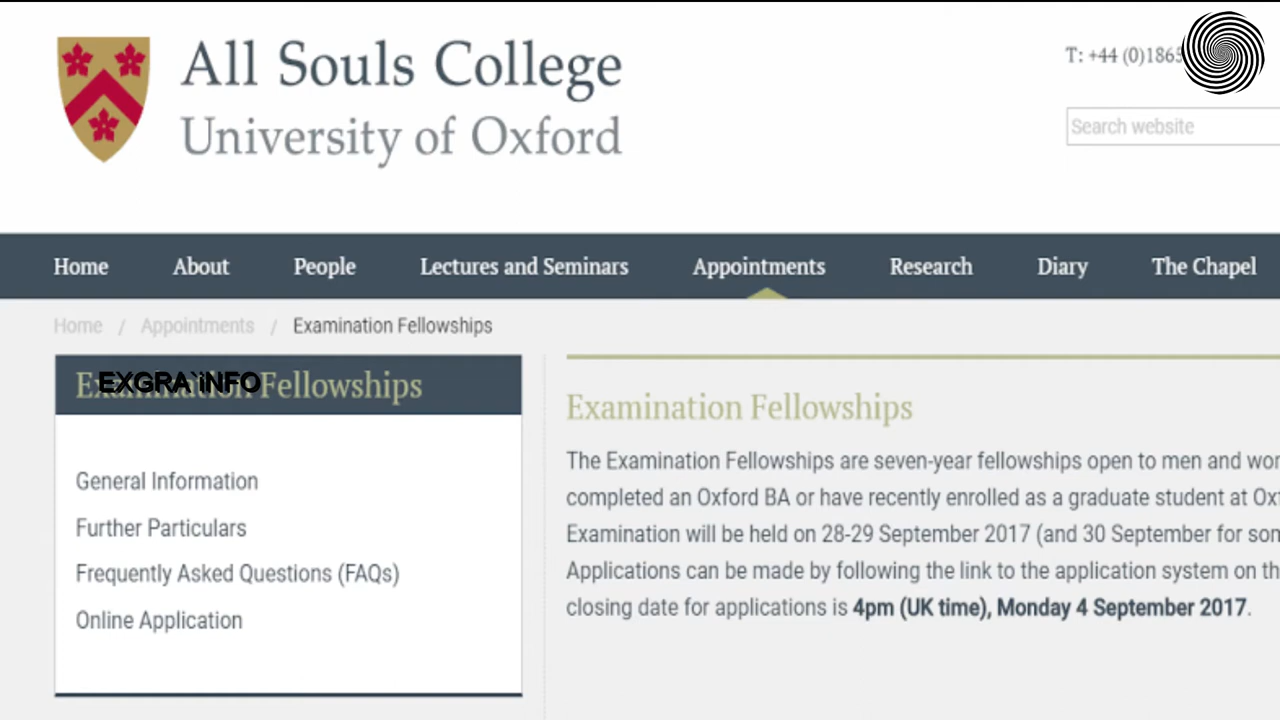 All Souls College
University of Oxford
T: +44 (0)1865
Search website
Home About People Lectures and Seminars Appointments Research Diary The Chapel
Home / Appointments / Examination Fellowships
Examination Fellowships
EXGRA`iNFO
General Information
Further Particulars
Frequently Asked Questions (FAQs)
Online Application
Examination Fellowships
The Examination Fellowships are seven-year fellowships open to men and
completed an Oxford BA or have recently enrolled as a graduate student at
Examination will be held on 28-29 September 2017 (and 30 September for
Applications can be made by following the link to the application system on
closing date for applications is 4pm (UK time), Monday 4 September 2017.